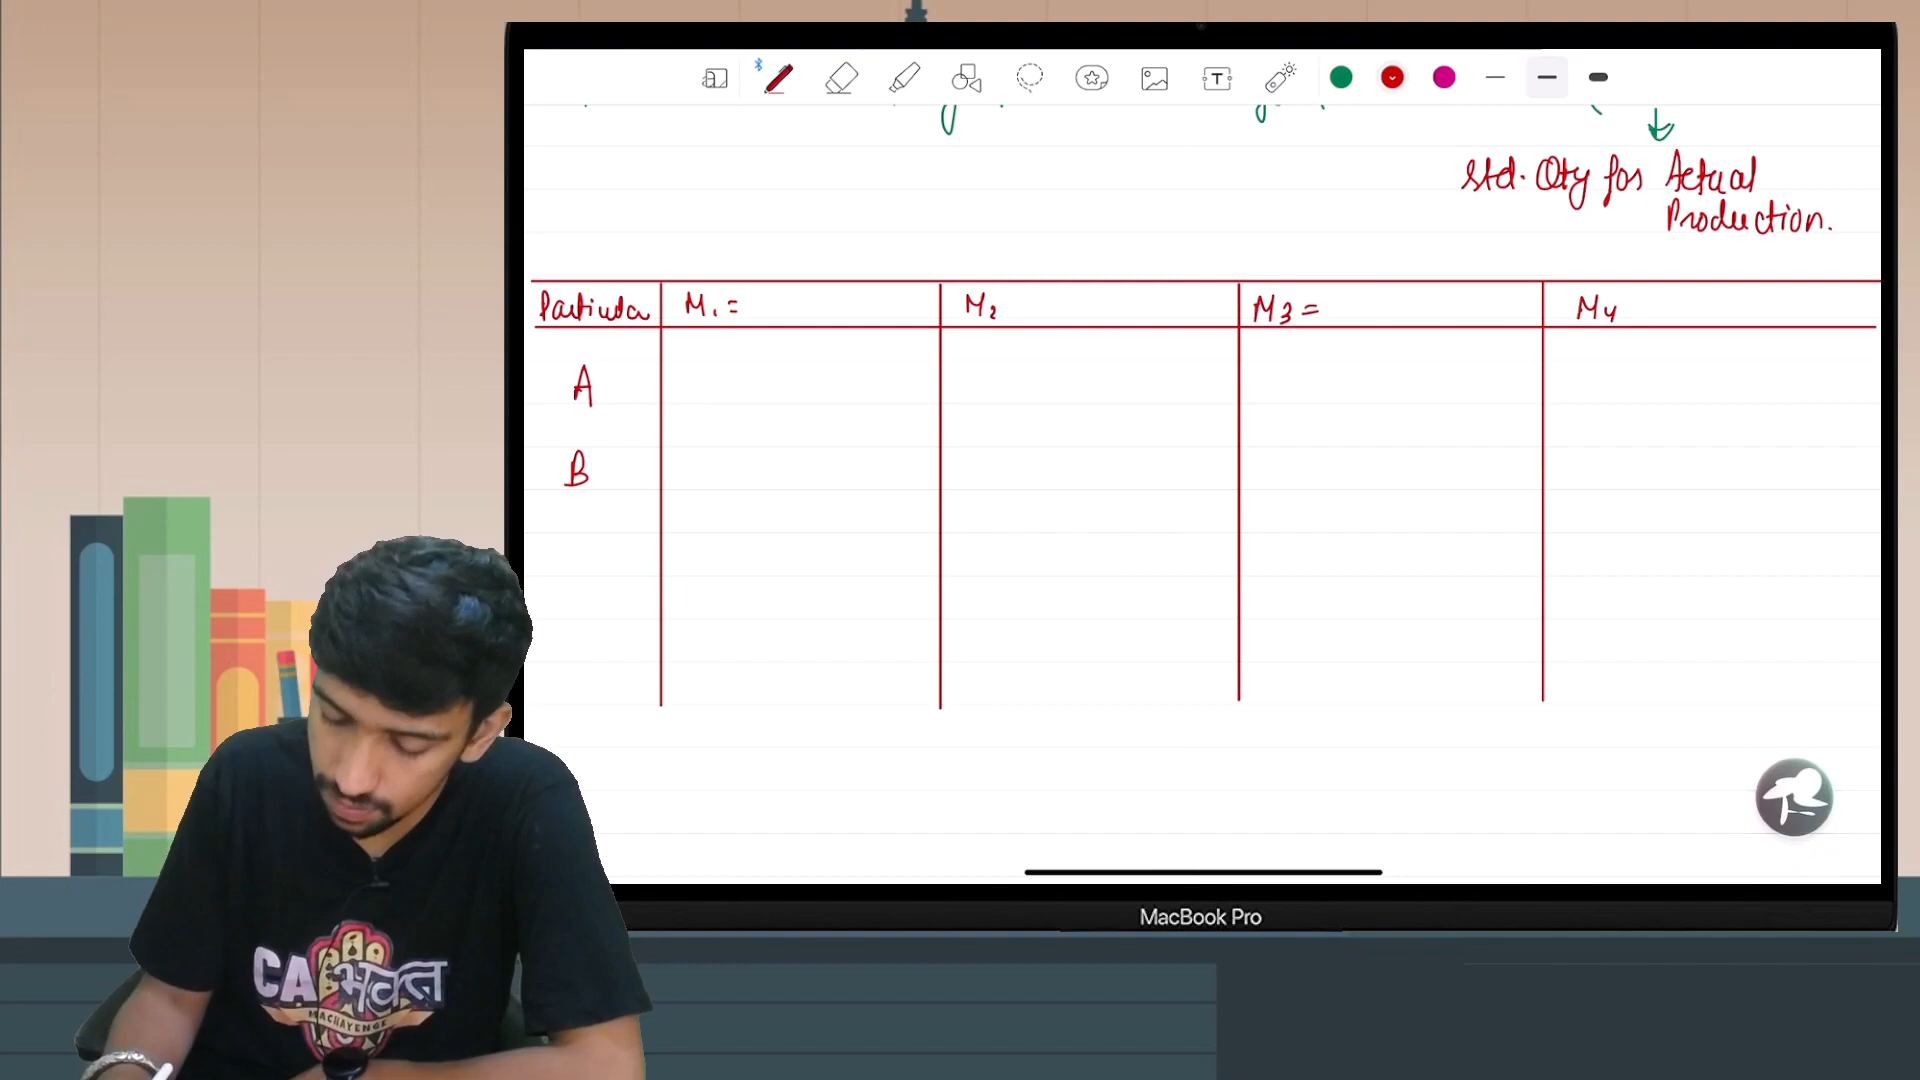 T
Std. Qty for Actual
Production.
Particular M1 = M2 M3 = M4
A
B
MacBook Pro
CA भक्त
MACHAYENGE